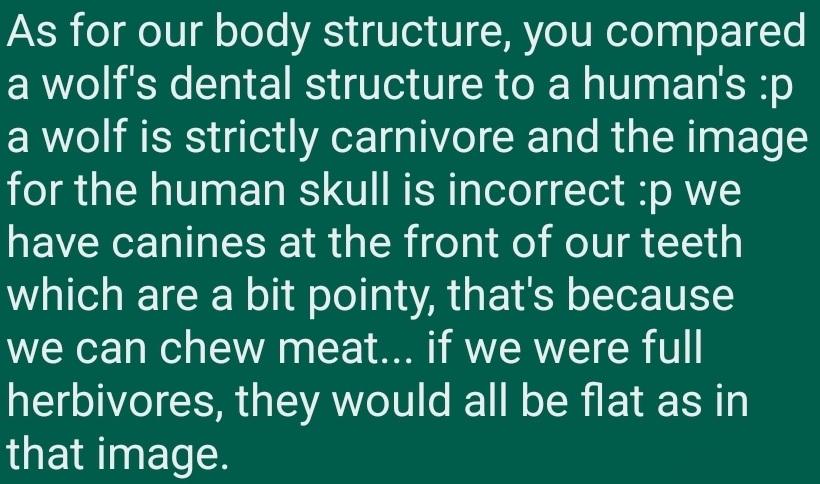 As for our body structure, you compared
a wolf's dental structure to a human's :p
a wolf is strictly carnivore and the image
for the human skull is incorrect :p we
have canines at the front of our teeth
which are a bit pointy, that's because
we can chew meat... if we were full
herbivores, they would all be flat as in
that image.